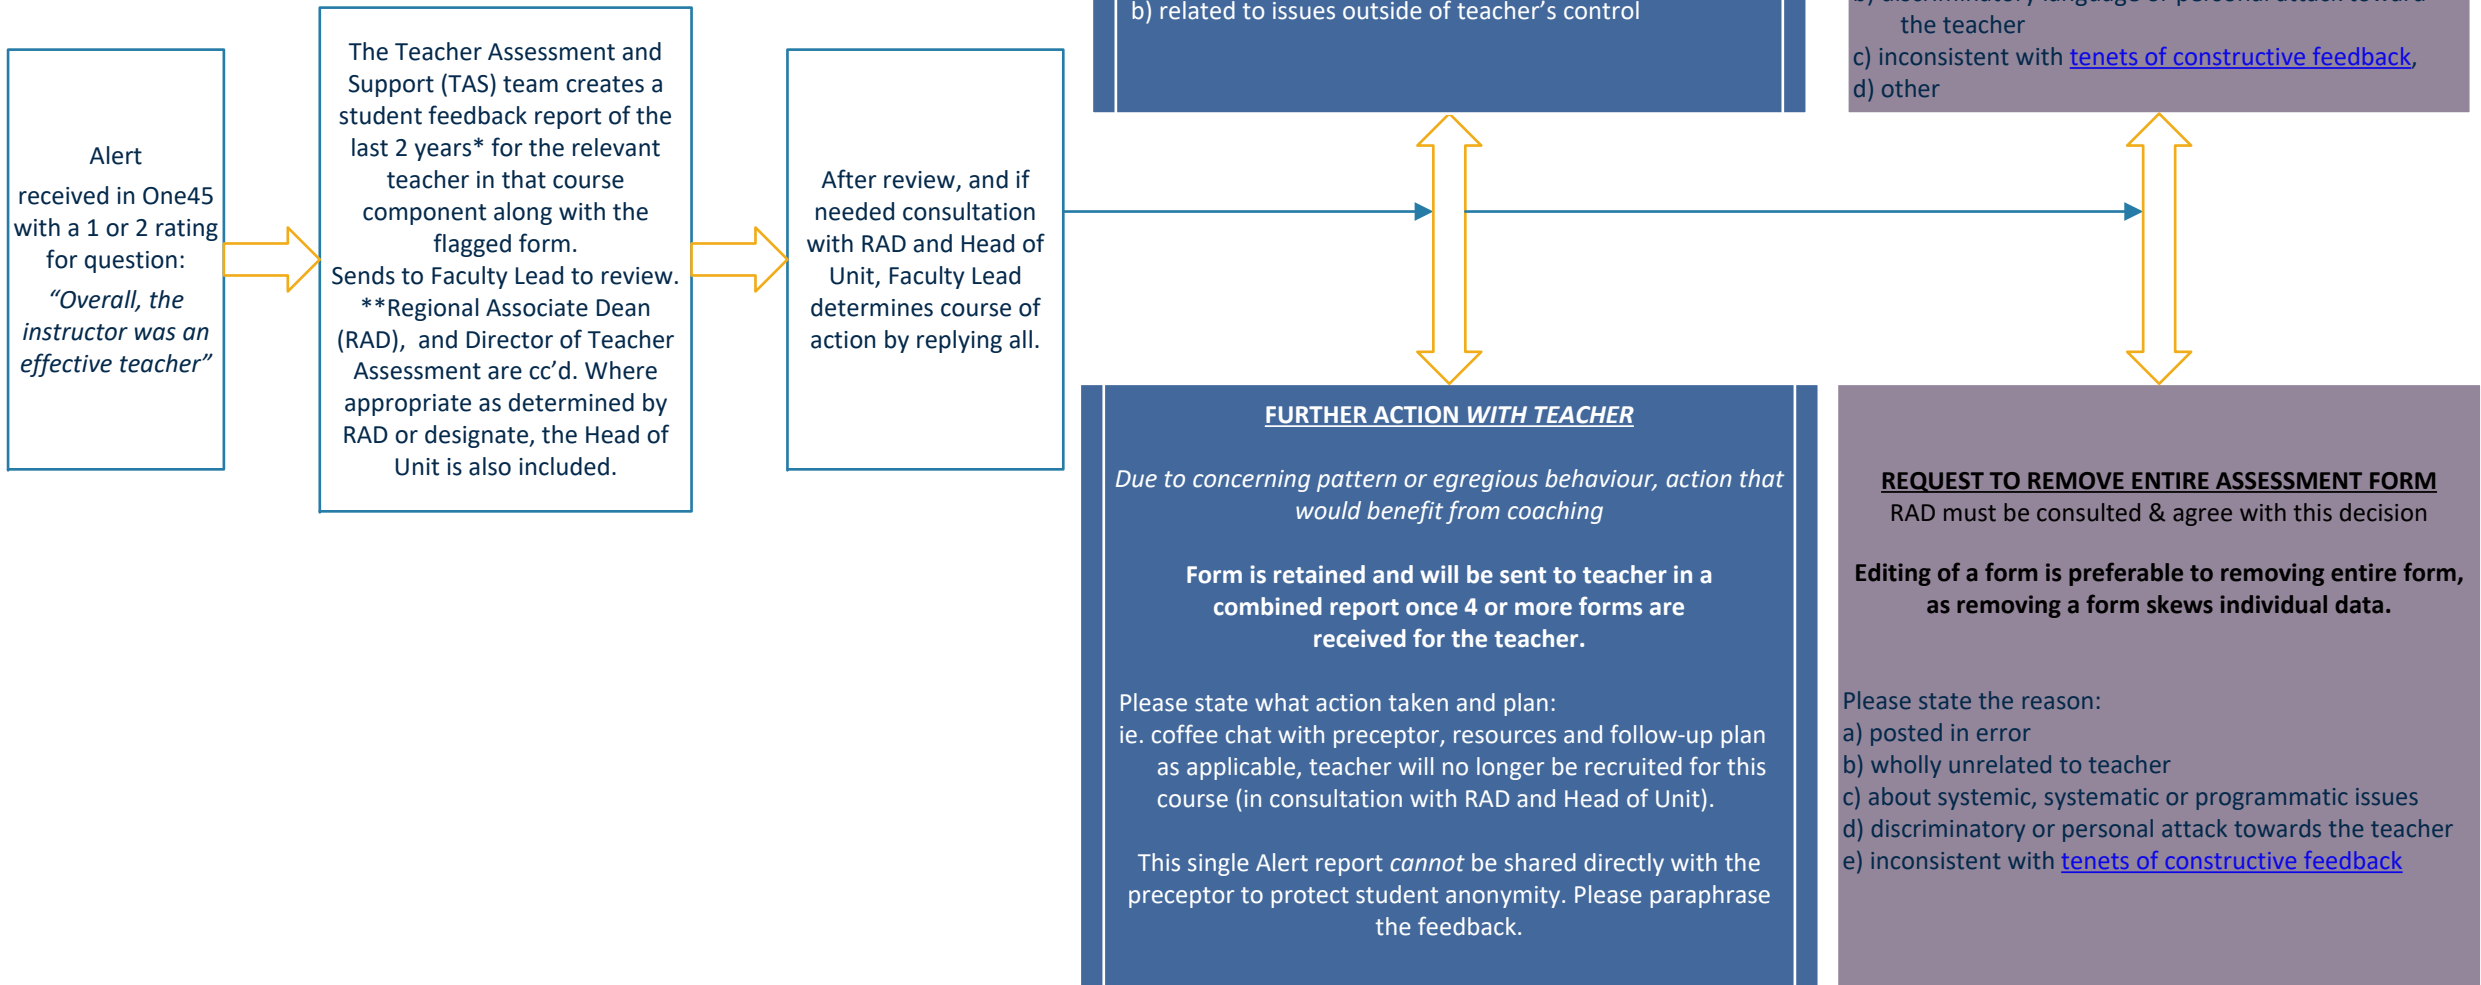 Alert
received in One45
with a 1 or 2 rating
for question:
“Overall, the
instructor was an
effective teacher”
The Teacher Assessment and
Support (TAS) team creates a
student feedback report of the
last 2 years* for the relevant
teacher in that course
component along with the
flagged form.
Sends to Faculty Lead to review.
**Regional Associate Dean
(RAD),  and Director of Teacher
Assessment are cc’d. Where
appropriate as determined by
RAD or designate, the Head of
Unit is also included.
After review, and if
needed consultation
with RAD and Head of
Unit, Faculty Lead
determines course of
action by replying all.
b) related to issues outside of teacher’s control
b) discriminatory language or personal attack toward
the teacher
c) inconsistent with tenets of constructive feedback,
d) other
FURTHER ACTION WITH TEACHER
Due to concerning pattern or egregious behaviour, action that
would benefit from coaching
Form is retained and will be sent to teacher in a
combined report once 4 or more forms are
received for the teacher.
Please state what action taken and plan:
ie. coffee chat with preceptor, resources and follow-up plan
as applicable, teacher will no longer be recruited for this
course (in consultation with RAD and Head of Unit).
This single Alert report cannot be shared directly with the
preceptor to protect student anonymity. Please paraphrase
the feedback.
REQUEST TO REMOVE ENTIRE ASSESSMENT FORM
RAD must be consulted & agree with this decision
Editing of a form is preferable to removing entire form,
as removing a form skews individual data.
Please state the reason:
a) posted in error
b) wholly unrelated to teacher
c) about systemic, systematic or programmatic issues
d) discriminatory or personal attack towards the teacher
e) inconsistent with tenets of constructive feedback